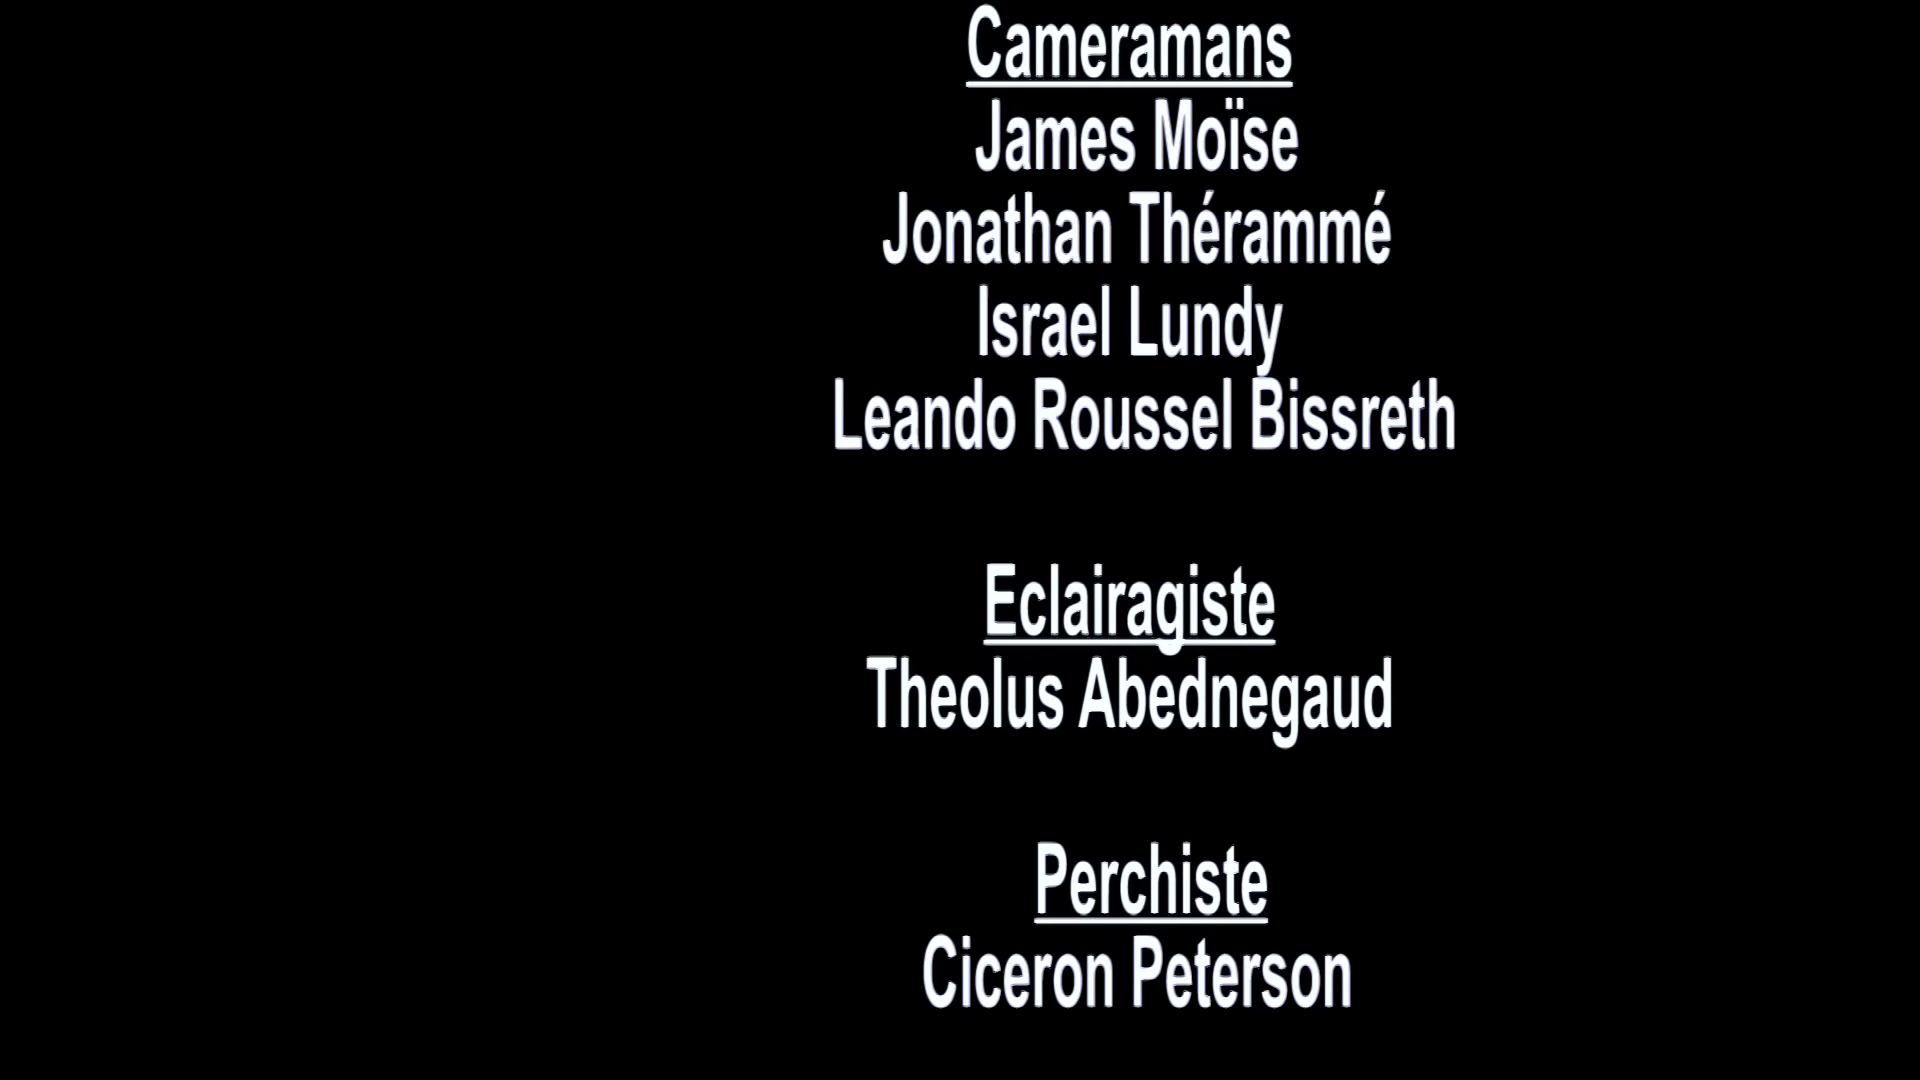 Cameramans
James Moïse
Jonathan Thérammé
Israel Lundy
Leando Roussel Bissreth
Eclairagiste
Theolus Abednegaud
Perchiste
Ciceron Peterson